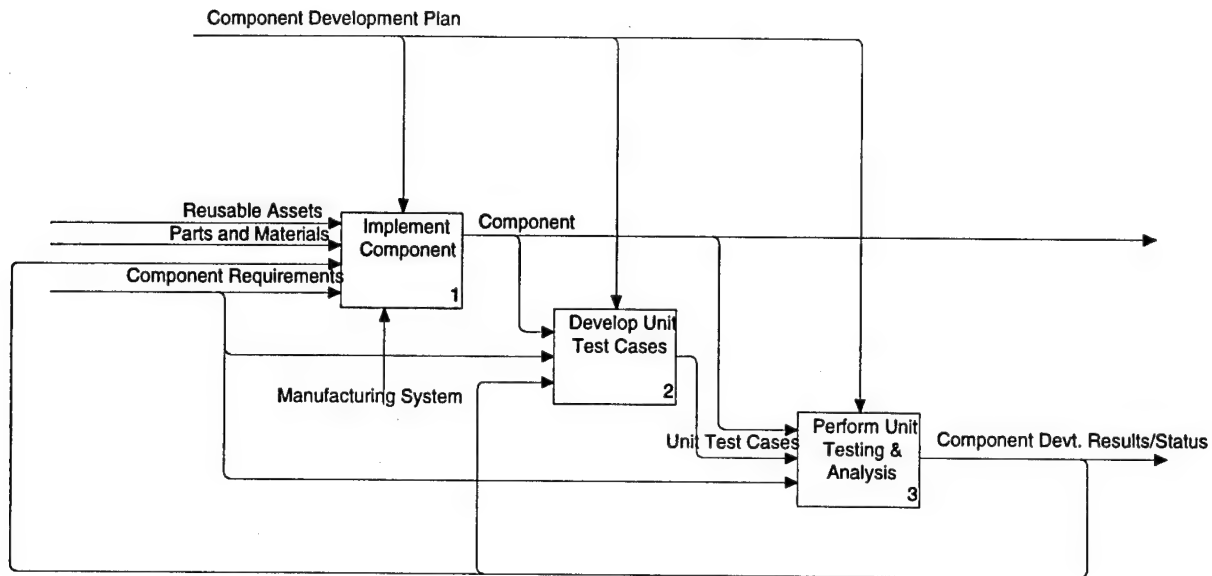 Component Development Plan
Reusable Assets
Parts and Materials
Component Requirements
Implement
Component
1
Component
Manufacturing System
Develop Unit
Test Cases
2
Unit Test Cases
Perform Unit
Testing &
Analysis
3
Component Devt. Results/Status